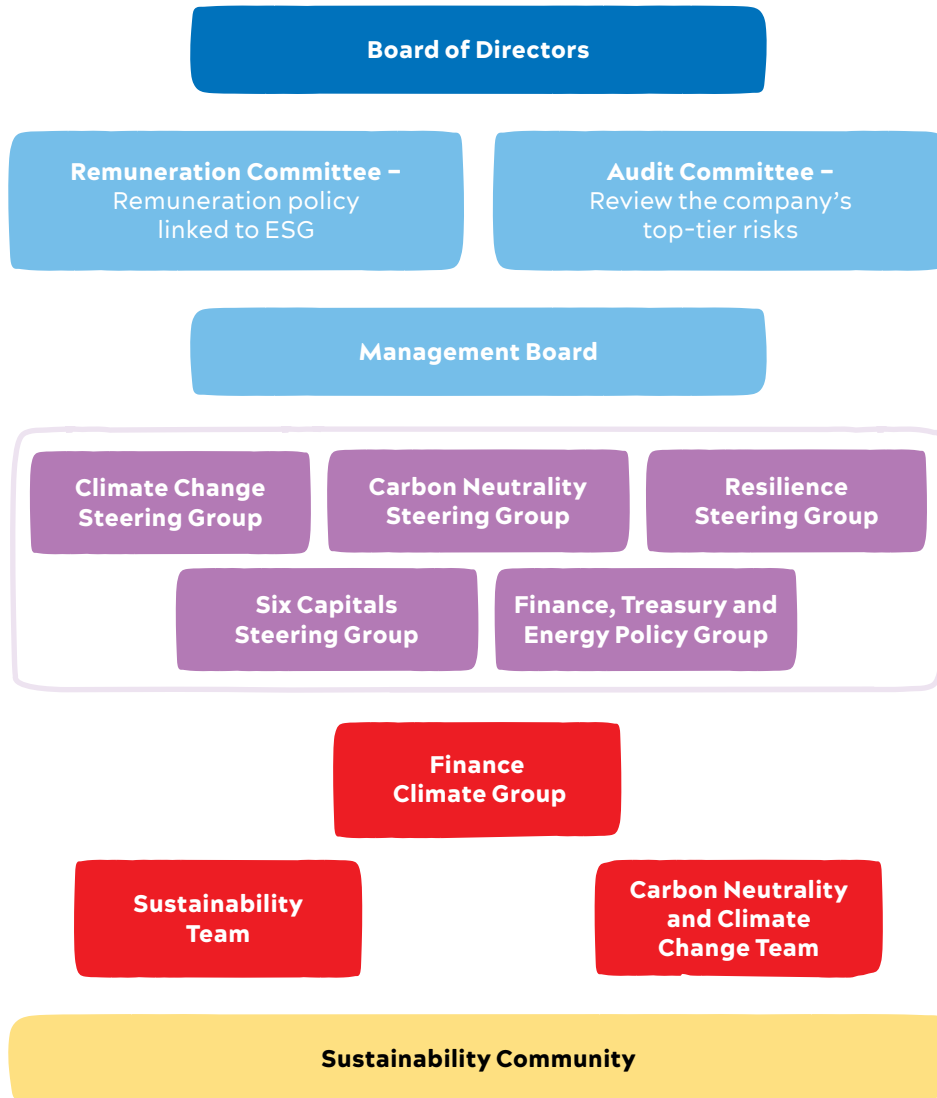 Board of Directors
Remuneration Committee –
Remuneration policy
linked to ESG
Audit Committee –
Review the company’s
top-tier risks
Management Board
Climate Change
Steering Group
Carbon Neutrality
Steering Group
Resilience
Steering Group
Six Capitals
Steering Group
Finance, Treasury and
Energy Policy Group
Finance
Climate Group
Sustainability
Team
Carbon Neutrality
and Climate
Change Team
Sustainability Community